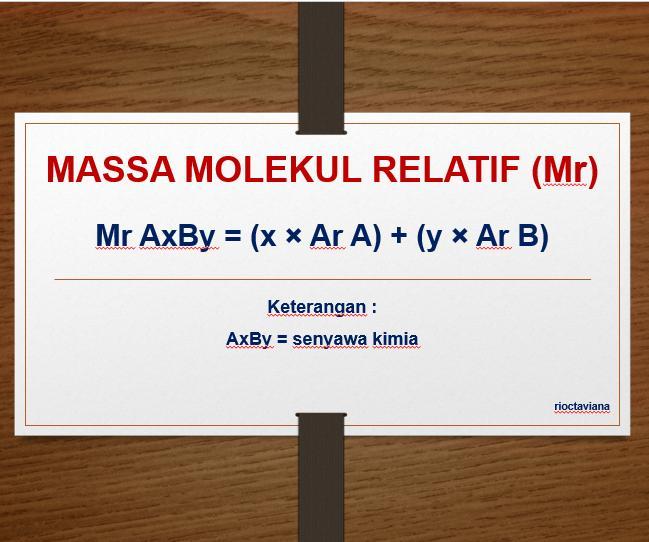 MASSA MOLEKUL RELATIF (Mr)
Mr AxBy = (x × Ar A) + (y × Ar B)
Keterangan :
AxBy = senyawa kimia
rioctaviana